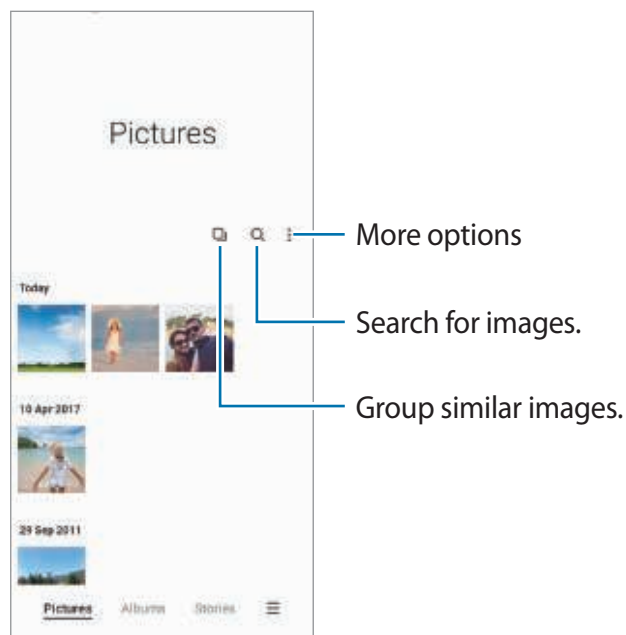 Pictures
More options
Today
Search for images.
Group similar images.
10 Apr 2017
29 Sep 2011
Pictures Albums Stories